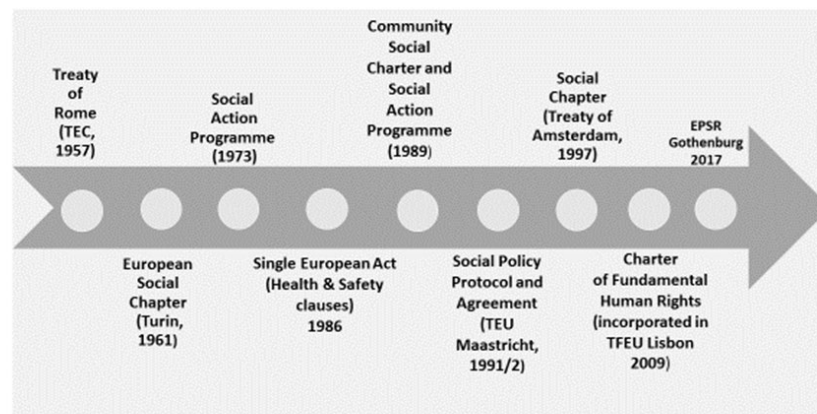 Treaty
of
Rome
(TEC,
1957)
European
Social
Chapter
(Turin,
1961)
Social
Action
Programme
(1973)
Single European Act
(Health & Safety
clauses)
1986
Community
Social
Charter and
Social
Action
Programme
(1989)
Social Policy
Protocol and
Agreement
(TEU
Maastricht,
1991/2)
Social
Chapter
(Treaty of
Amsterdam,
1997)
Charter
of Fundamental
Human Rights
(incorporated in
TFEU Lisbon
2009)
EPSR
Gothenburg
2017